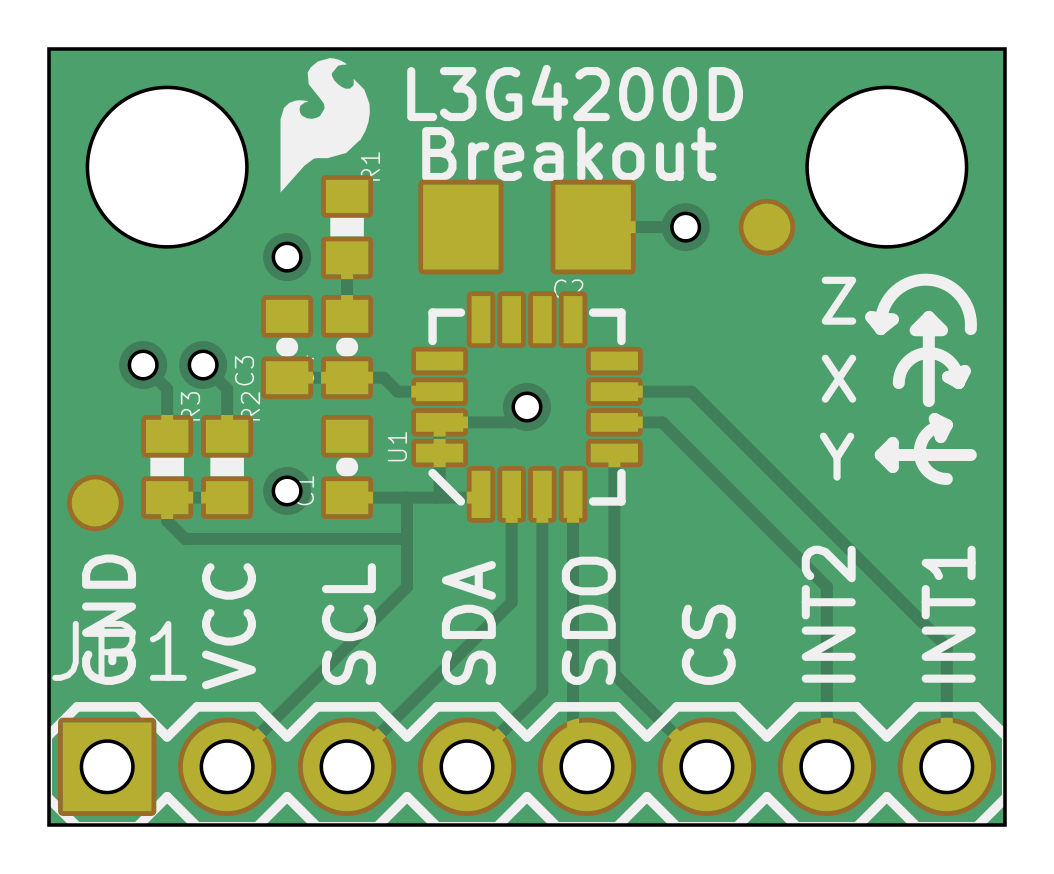 L3G4200D
Breakout
R1
C2
Z
X
Y
C3
R3
R2
U1
C1
GND
VCC
SCL
SDA
SDO
CS
INT2
INT1
JP1